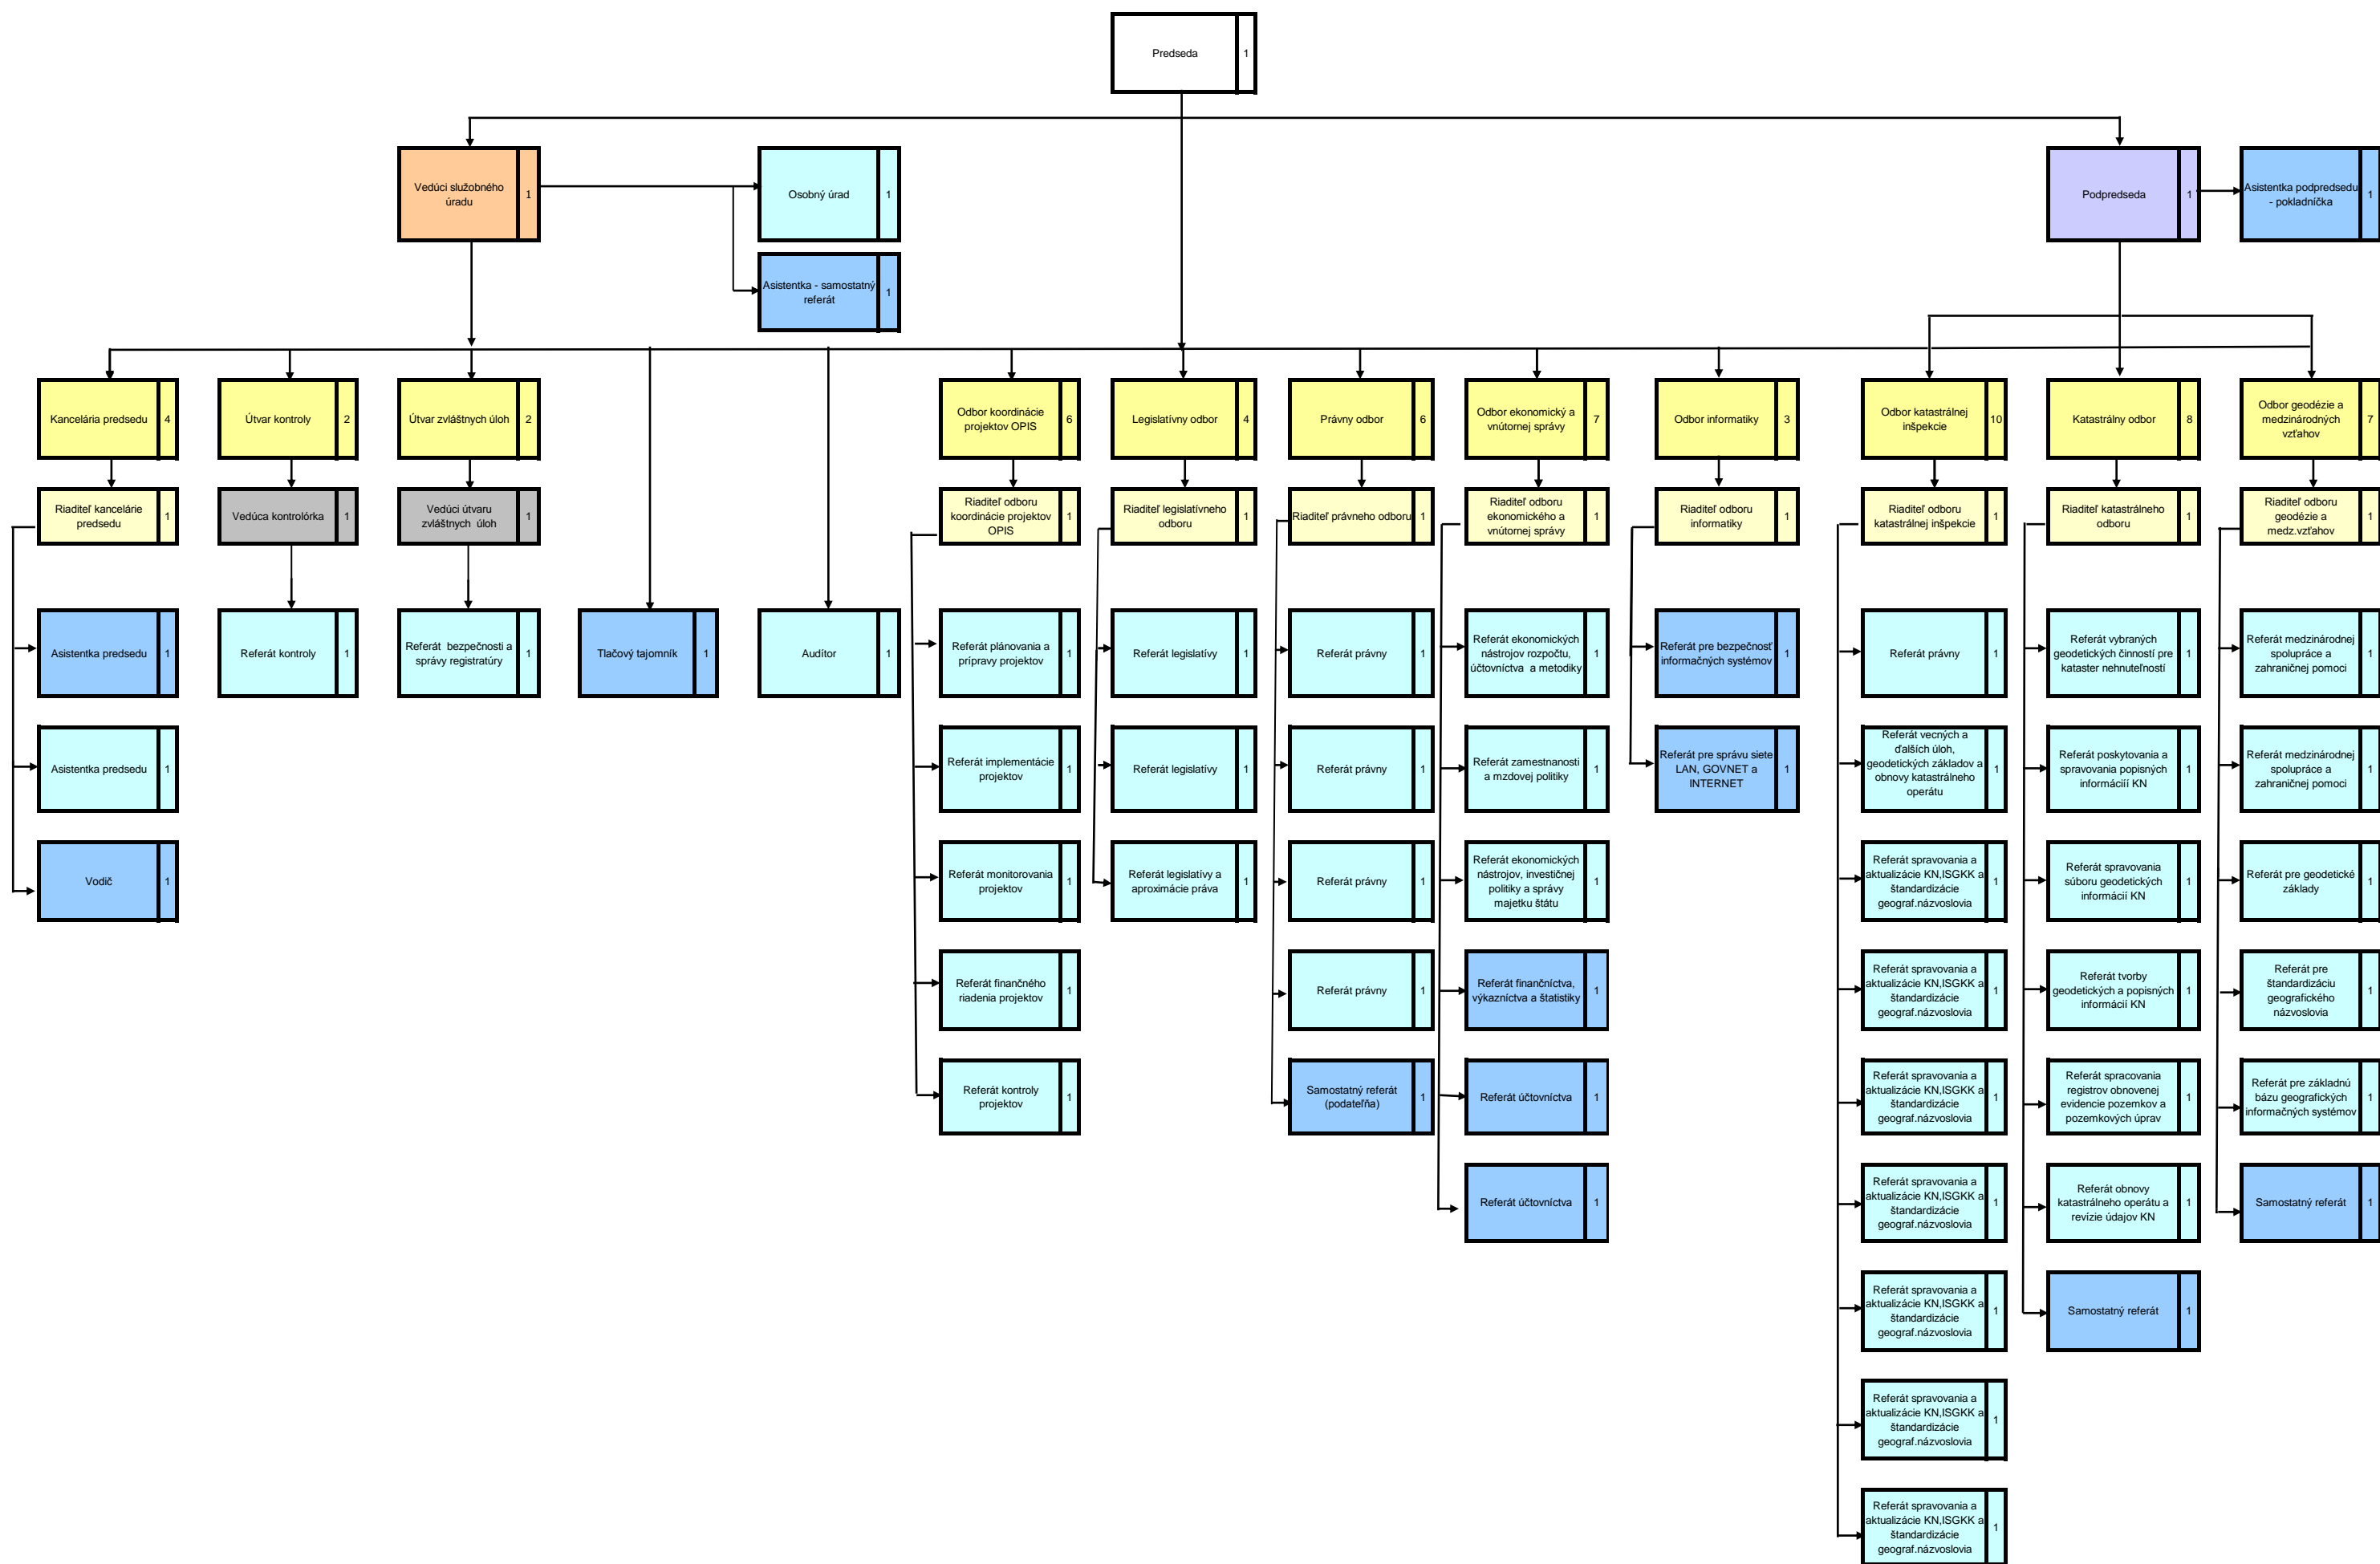 Predseda
1
Vedúci služobného
úradu
1
Osobný úrad
1
Podpredseda
1
Asistentka podpredsedu
- pokladníčka
1
Asistentka - samostatný
referát
1
Kancelária predsedu
4
Útvar kontroly
2
Útvar zvláštnych úloh
2
Odbor koordinácie
projektov OPIS
6
Legislatívny odbor
4
Právny odbor
6
Odbor ekonomický a
vnútornej správy
7
Odbor informatiky
3
Odbor katastrálnej
inšpekcie
10
Katastrálny odbor
8
Odbor geodézie a
medzinárodných
vzťahov
7
Riaditeľ kancelárie
predsedu
1
Vedúca kontrolórka
1
Vedúci útvaru
zvláštnych úloh
1
Riaditeľ odboru
koordinácie projektov
OPIS
1
Riaditeľ legislatívneho
odboru
1
Riaditeľ právneho odboru
1
Riaditeľ odboru
ekonomického a
vnútornej správy
1
Riaditeľ odboru
informatiky
1
Riaditeľ odboru
katastrálnej inšpekcie
1
Riaditeľ katastrálneho
odboru
1
Riaditeľ odboru
geodézie a
medz.vzťahov
1
Asistentka predsedu
1
Referát kontroly
1
Referát bezpečnosti a
správy registratúry
1
Tlačový tajomník
1
Audítor
1
Referát plánovania a
prípravy projektov
1
Referát legislatívy
1
Referát právny
1
Referát ekonomických
nástrojov rozpočtu,
účtovníctva a metodiky
1
Referát pre bezpečnosť
informačných systémov
1
Referát právny
1
Referát vybraných
geodetických činností pre
kataster nehnuteľností
1
Referát medzinárodnej
spolupráce a
zahraničnej pomoci
1
Asistentka predsedu
1
Referát implementácie
projektov
1
Referát legislatívy
1
Referát právny
1
Referát zamestnanosti
a mzdovej politiky
1
Referát pre správu siete
LAN, GOVNET a
INTERNET
1
Referát vecných a
ďalších úloh,
geodetických základov a
obnovy katastrálneho
operátu
1
Referát poskytovania a
spravovania popisných
informáciíí KN
1
Referát medzinárodnej
spolupráce a
zahraničnej pomoci
1
Vodič
1
Referát monitorovania
projektov
1
Referát legislatívy a
aproximácie práva
1
Referát právny
1
Referát ekonomických
nástrojov, investičnej
politiky a správy
majetku štátu
1
Referát spravovania a
aktualizácie KN,ISGKK a
štandardizácie
geograf.názvoslovia
1
Referát spravovania
súboru geodetických
informácií KN
1
Referát pre geodetické
základy
1
Referát finančného
riadenia projektov
1
Referát právny
1
Referát finančníctva,
výkazníctva a štatistiky
1
Referát spravovania a
aktualizácie KN,ISGKK a
štandardizácie
geograf.názvoslovia
1
Referát tvorby
geodetických a popisných
informácií KN
1
Referát pre
štandardizáciu
geografického
názvoslovia
1
Referát kontroly
projektov
1
Samostatný referát
(podateľňa)
1
Referát účtovníctva
1
Referát spravovania a
aktualizácie KN,ISGKK a
štandardizácie
geograf.názvoslovia
1
Referát spracovania
registrov obnovenej
evidencie pozemkov a
pozemkových úprav
1
Referát pre základnú
bázu geografických
informačných systémov
1
Referát účtovníctva
1
Referát spravovania a
aktualizácie KN,ISGKK a
štandardizácie
geograf.názvoslovia
1
Referát obnovy
katastrálneho operátu a
revízie údajov KN
1
Samostatný referát
1
Referát spravovania a
aktualizácie KN,ISGKK a
štandardizácie
geograf.názvoslovia
1
Samostatný referát
1
Referát spravovania a
aktualizácie KN,ISGKK a
štandardizácie
geograf.názvoslovia
1
Referát spravovania a
aktualizácie KN,ISGKK a
štandardizácie
geograf.názvoslovia
1